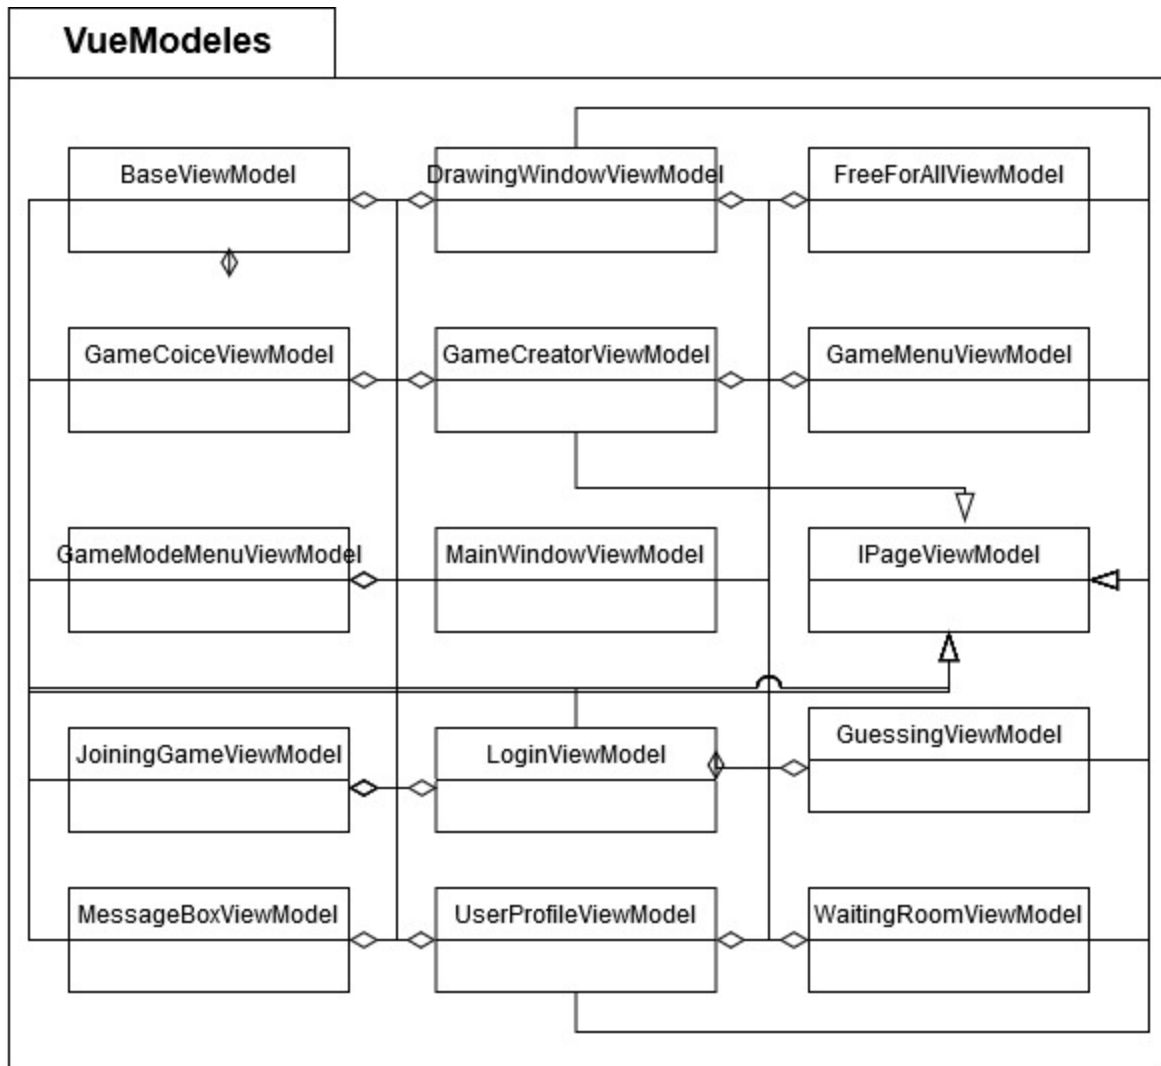 VueModeles
BaseViewModel
DrawingWindowViewModel
FreeForAllViewModel
GameCoiceViewModel
GameCreatorViewModel
GameMenuViewModel
GameModeMenuViewModel
MainWindowViewModel
IPageViewModel
JoiningGameViewModel
LoginViewModel
GuessingViewModel
MessageBoxViewModel
UserProfileViewModel
WaitingRoomViewModel